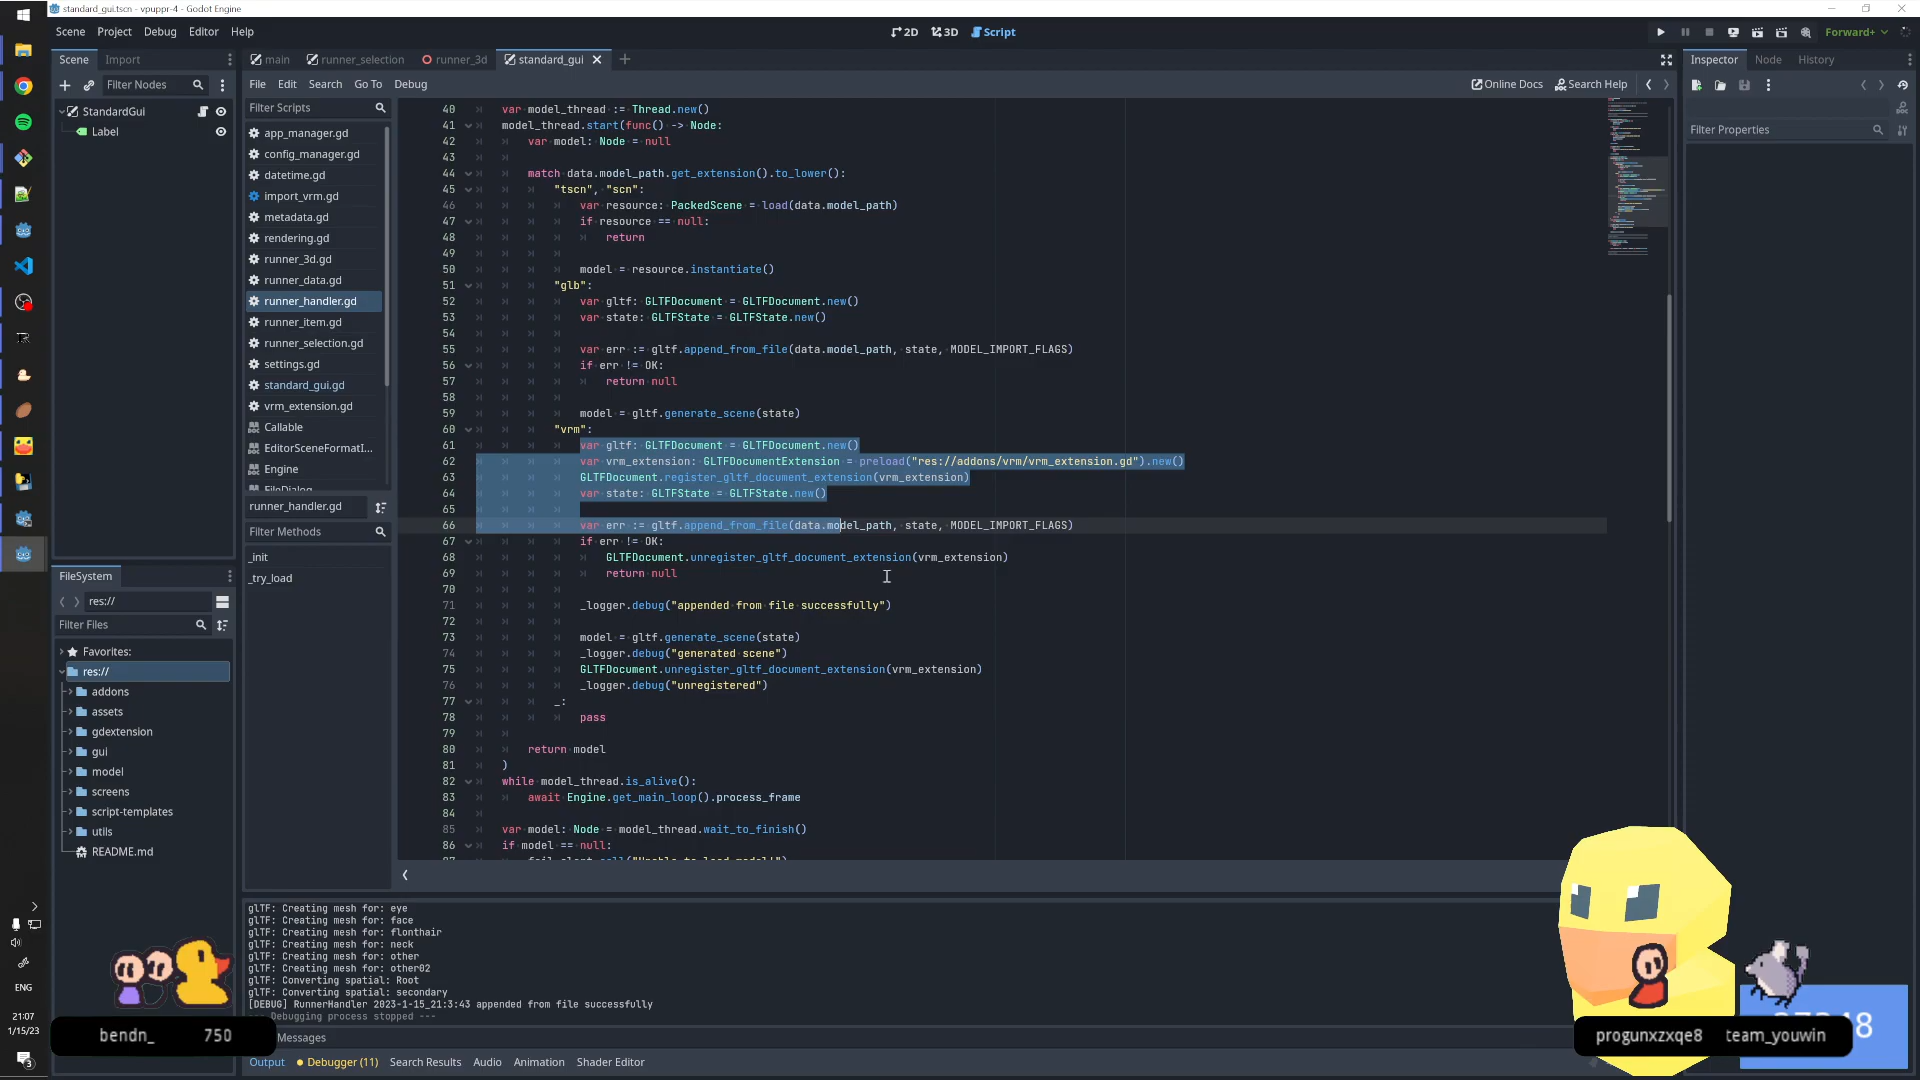 standard_gui.tscn - vpuppr-4 - Godot Engine
Scene Project Debug Editor Help
2D 3D Script
Forward+
Scene Import
main runner_selection runner_3d standard_gui
Inspector Node History
Filter Nodes
File Edit Search Go To Debug
Online Docs Search Help
StandardGui
Label
Filter Scripts
app_manager.gd
config_manager.gd
datetime.gd
import_vrm.gd
metadata.gd
rendering.gd
runner_3d.gd
runner_data.gd
runner_handler.gd
runner_item.gd
runner_selection.gd
settings.gd
standard_gui.gd
vrm_extension.gd
Callable
EditorSceneFormatI...
Engine
FileDialog
runner_handler.gd
Filter Methods
_init
_try_load
Filter Properties
40 var model_thread := Thread.new()
41 model_thread.start(func() -> Node:
42 var model: Node = null
43
44 match data.model_path.get_extension().to_lower():
45 "tscn", "scn":
46 var resource: PackedScene = load(data.model_path)
47 if resource == null:
48 return
49
50 model = resource.instantiate()
51 "glb":
52 var gltf: GLTFDocument = GLTFDocument.new()
53 var state: GLTFState = GLTFState.new()
54
55 var err := gltf.append_from_file(data.model_path, state, MODEL_IMPORT_FLAGS)
56 if err != OK:
57 return null
58
59 model = gltf.generate_scene(state)
60 "vrm":
61 var gltf: GLTFDocument = GLTFDocument.new()
62 var vrm_extension: GLTFDocumentExtension = preload("res://addons/vrm/vrm_extension.gd").new()
63 GLTFDocument.register_gltf_document_extension(vrm_extension)
64 var state: GLTFState = GLTFState.new()
65
66 var err := gltf.append_from_file(data.model_path, state, MODEL_IMPORT_FLAGS)
67 if err != OK:
68 GLTFDocument.unregister_gltf_document_extension(vrm_extension)
69 return null
70
71 _logger.debug("appended from file successfully")
72
73 model = gltf.generate_scene(state)
74 _logger.debug("generated scene")
75 GLTFDocument.unregister_gltf_document_extension(vrm_extension)
76 _logger.debug("unregistered")
77 _:
78 pass
79
80 return model
81 )
82 while model_thread.is_alive():
83 await Engine.get_main_loop().process_frame
84
85 var model: Node = model_thread.wait_to_finish()
86 if model == null:
FileSystem
res://
Filter Files
Favorites:
res://
addons
assets
gdextension
gui
model
screens
script-templates
utils
README.md
glTF: Creating mesh for: eye
glTF: Creating mesh for: face
glTF: Creating mesh for: flonthair
glTF: Creating mesh for: neck
glTF: Creating mesh for: other
glTF: Creating mesh for: other02
glTF: Converting spatial: Root
glTF: Converting spatial: secondary
[DEBUG] RunnerHandler 2023-1-15_21:3:43 appended from file successfully
--- Debugging process stopped ---
Messages
Output Debugger (11) Search Results Audio Animation Shader Editor
ENG
21:07
1/15/23
3
bendn_ 750
progunxzxqe8 team_youwin